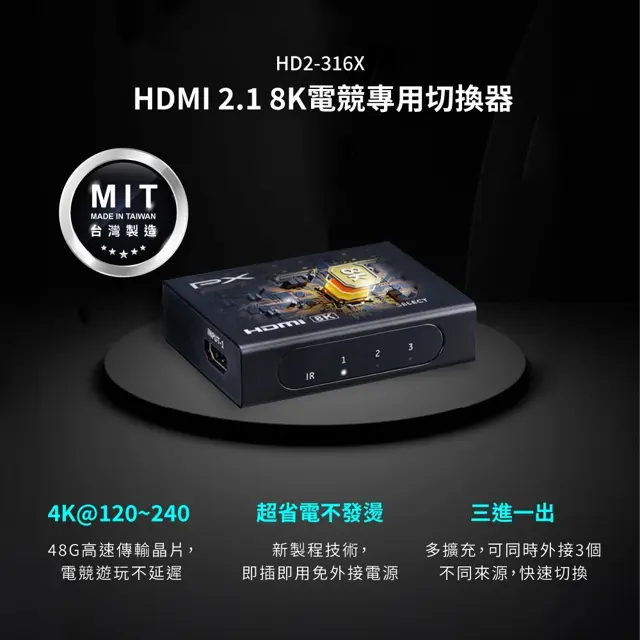 HD2-316X
HDMI 2.1 8K電競專用切換器
MIT
MADE IN TAIWAN
台灣製造
PX
8K
HDMI 8K
SELECT
INPUT-1
1 2 3
IR
4K@120~240
48G高速傳輸晶片,
電競遊玩不延遲
超省電不發燙
新製程技術,
即插即用免外接電源
三進一出
多擴充,可同時外接3個
不同來源,快速切換